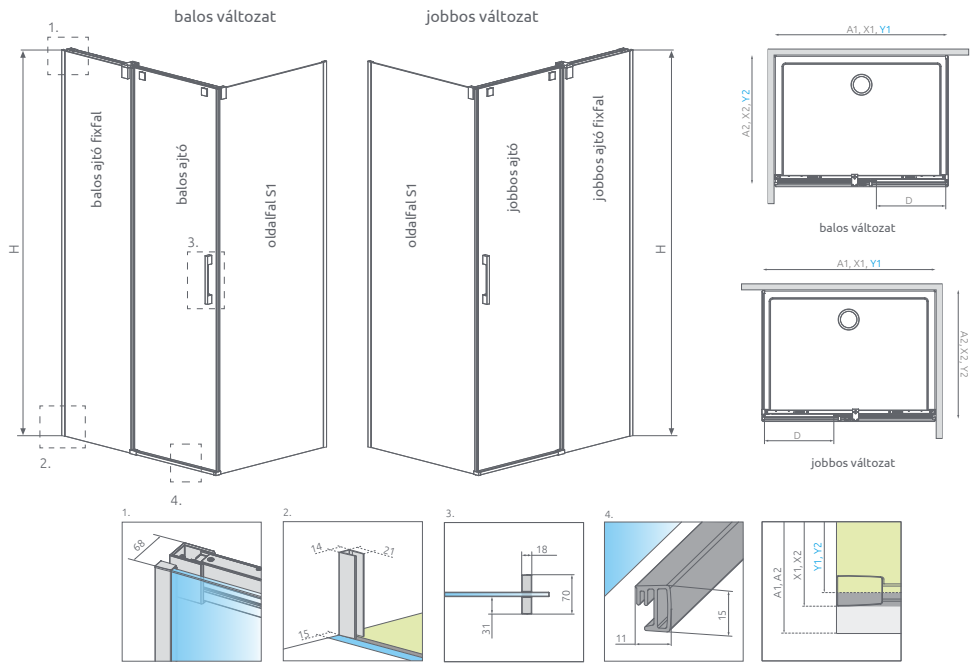 balos változat
jobbos változat
1.
H
balos ajtó fixfal
balos ajtó
oldalfal S1
3.
2.
4.
oldalfal S1
jobbos ajtó
jobbos ajtó fixfal
H
A1, X1, Y1
A2, X2, Y2
D
balos változat
A1, X1, Y1
A2, X2, Y2
D
jobbos változat
1.
68
2.
14
21
15
3.
18
70
31
4.
11
15
A1, A2
X1, X2
Y1, Y2